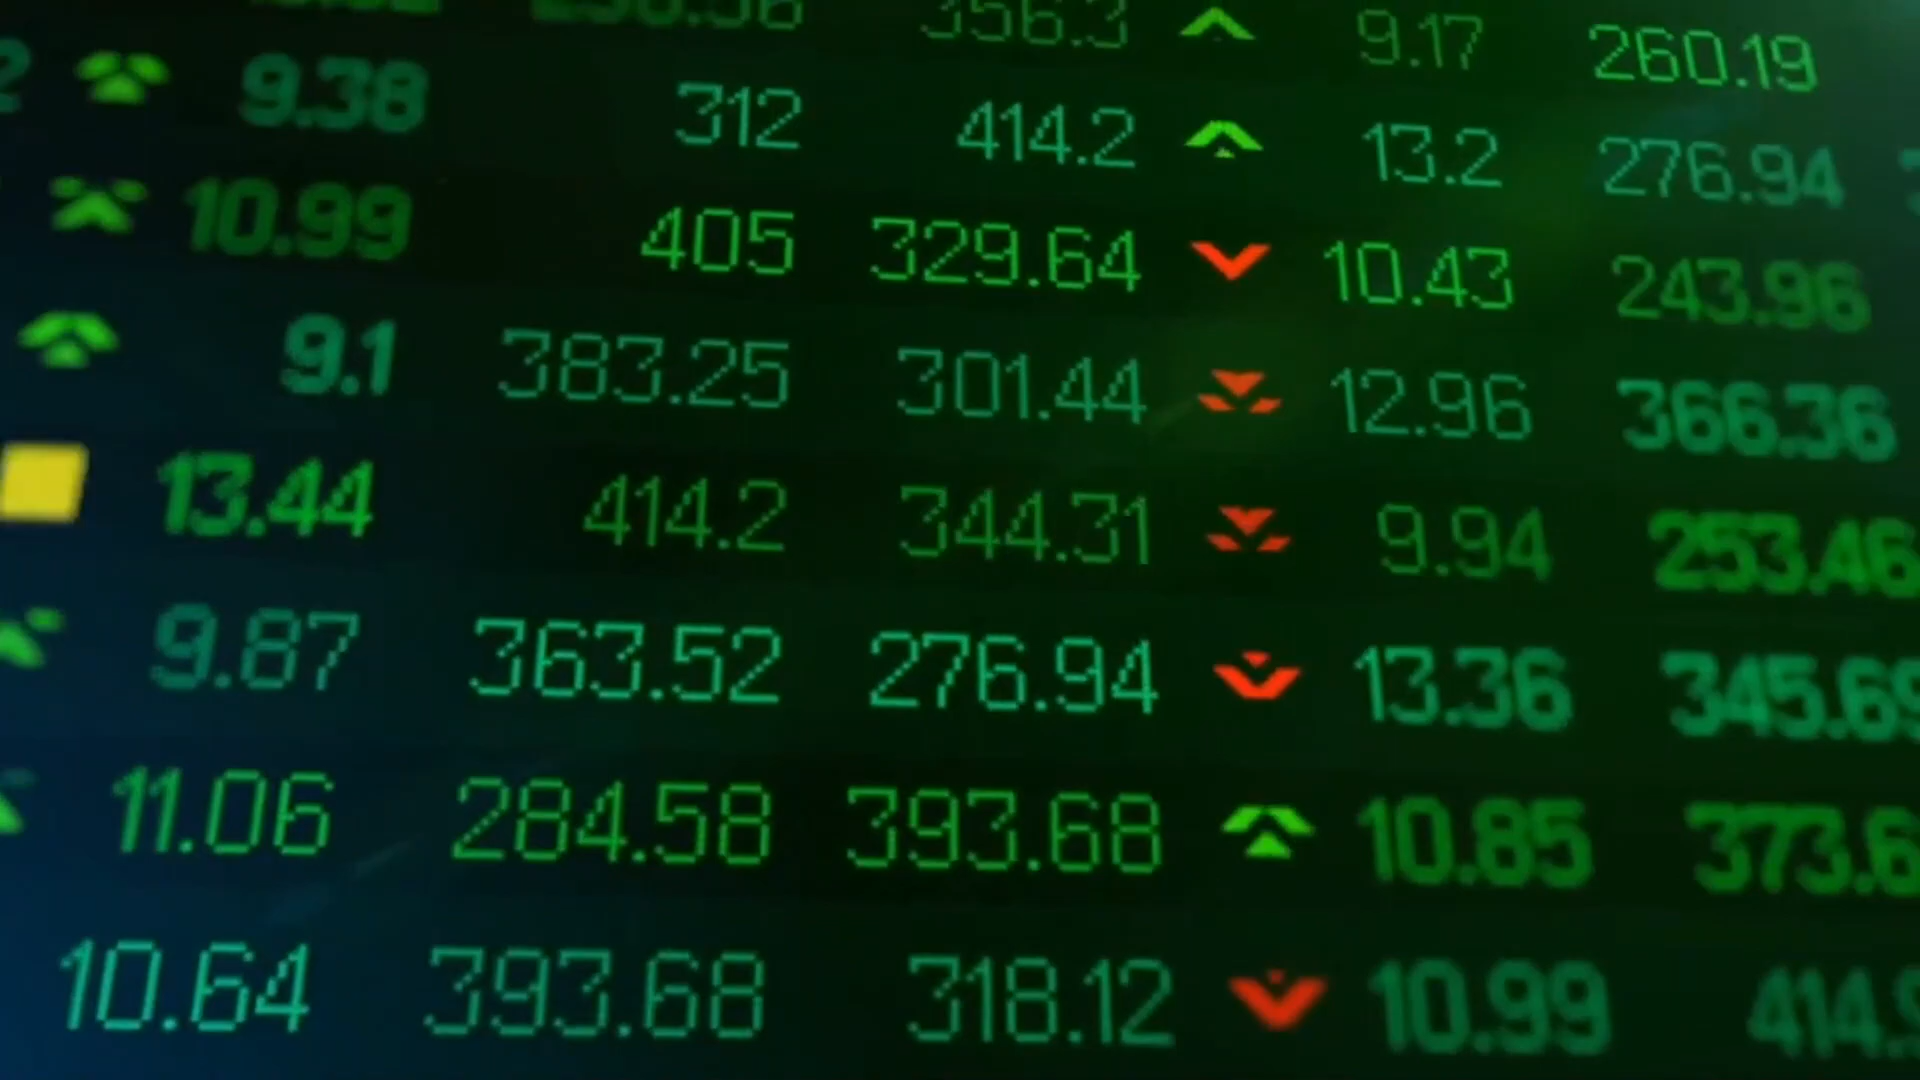 356.3 9.17 260.19
9.38 312 414.2 13.2 276.94
10.99 405 329.64 10.43 243.96
9.1 383.25 301.44 12.96 366.36
13.44 414.2 344.31 9.94 253.46
9.87 363.52 276.94 13.36 345.69
11.06 284.58 393.68 10.85 373.6
10.64 393.68 318.12 10.99 414.9